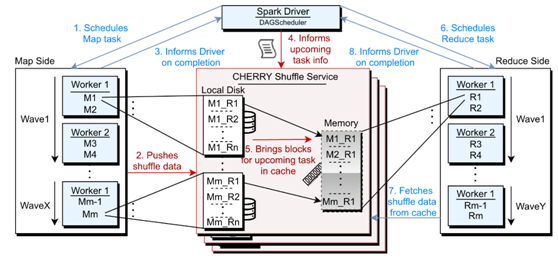 Spark Driver
DAGScheduler
1. Schedules
Map task
3. Informs Driver
on completion
4. Informs
upcoming
task info
8. Informs Driver
on completion
6. Schedules
Reduce task
Map Side
Worker 1
M1
M2
Wave1
Worker 2
M3
M4
WaveX
Worker 1
Mm-1
Mm
2. Pushes
shuffle data
CHERRY Shuffle Service
Local Disk
M1_R1
M1_R2
M1_Rn
Mm_R1
Mm_R2
Mm_Rn
5. Brings blocks
for upcoming task
in cache
Memory
M1_R1
M2_R1
Mm_R1
7. Fetches
shuffle data
from cache
Reduce Side
Worker 1
R1
R2
Wave1
Worker 2
R3
R4
Worker 1
Rm-1
Rm
WaveY